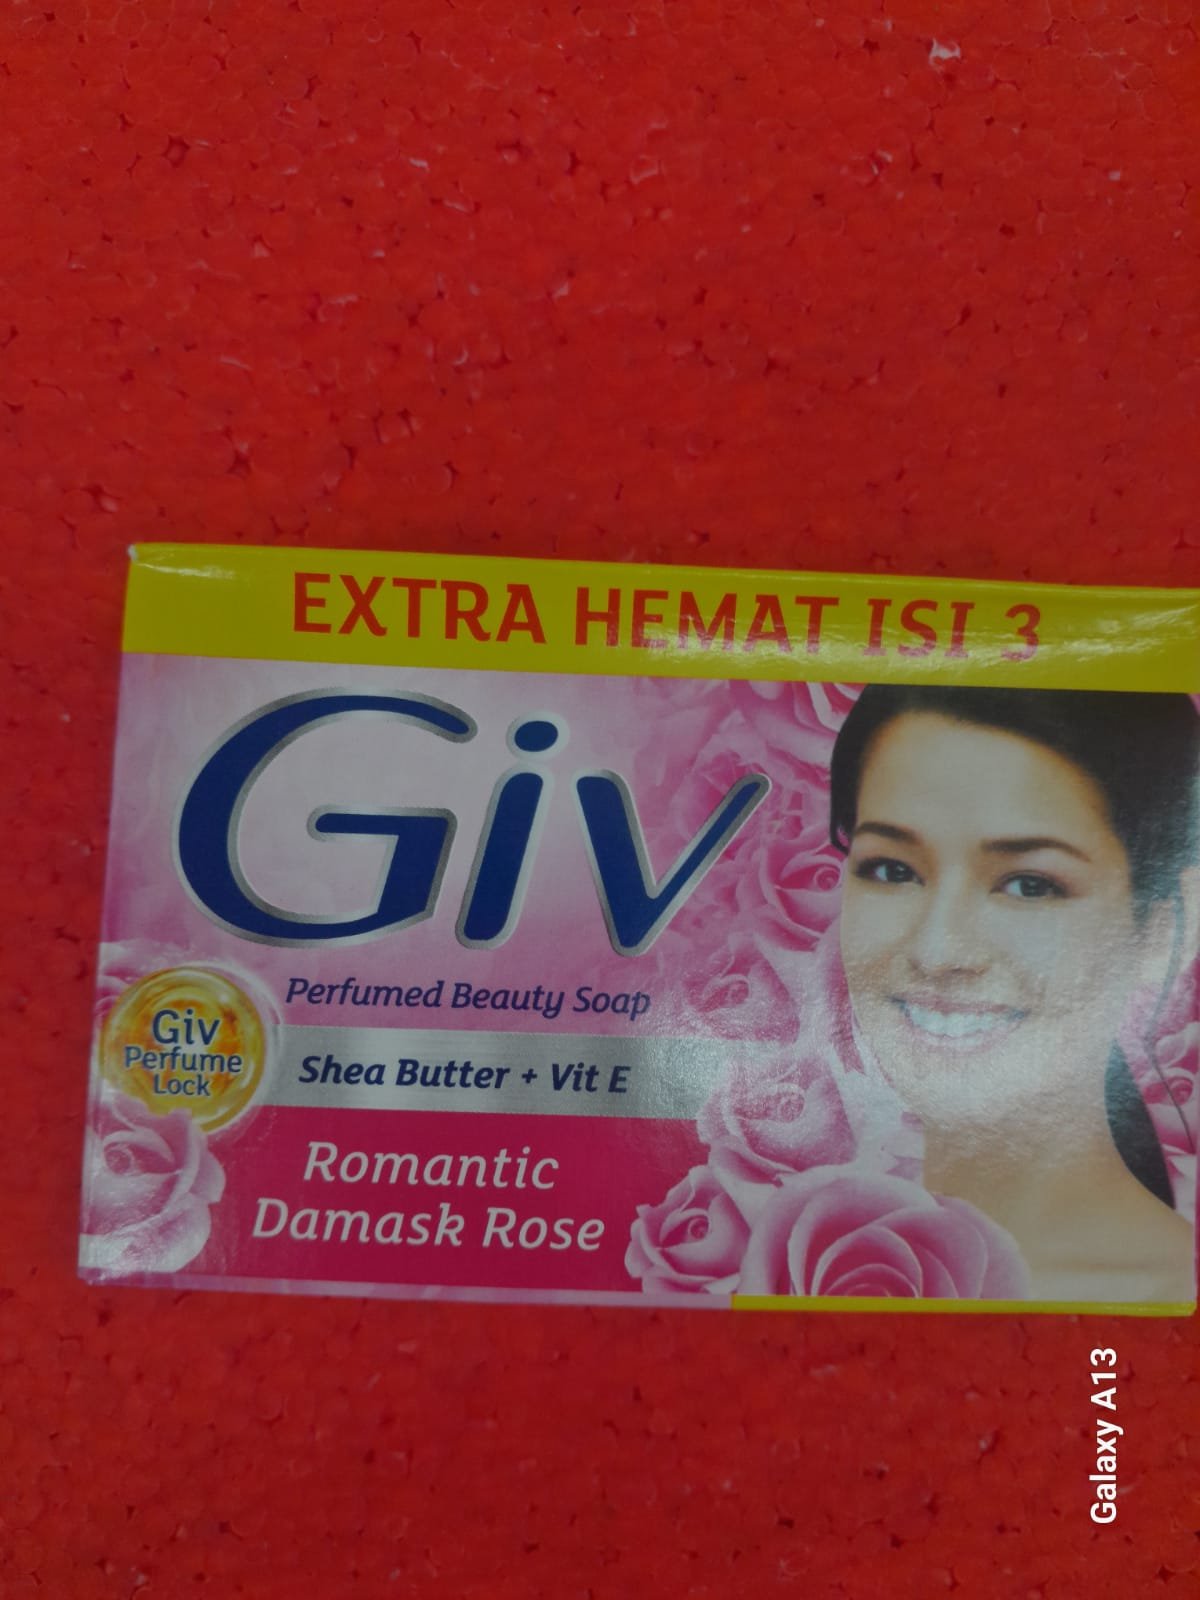 EXTRA HEMAT ISI 3
Giv
Perfumed Beauty Soap
Giv
Perfume
Lock
Shea Butter + Vit E
Romantic
Damask Rose
Galaxy A13